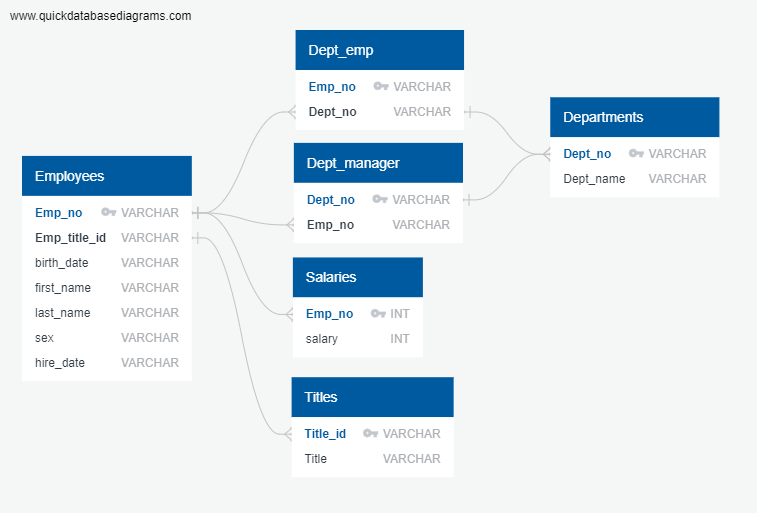 www.quickdatabasediagrams.com
Employees
Emp_no VARCHAR
Emp_title_id VARCHAR
birth_date VARCHAR
first_name VARCHAR
last_name VARCHAR
sex VARCHAR
hire_date VARCHAR
Dept_emp
Emp_no VARCHAR
Dept_no VARCHAR
Dept_manager
Dept_no VARCHAR
Emp_no VARCHAR
Salaries
Emp_no INT
salary INT
Titles
Title_id VARCHAR
Title VARCHAR
Departments
Dept_no VARCHAR
Dept_name VARCHAR